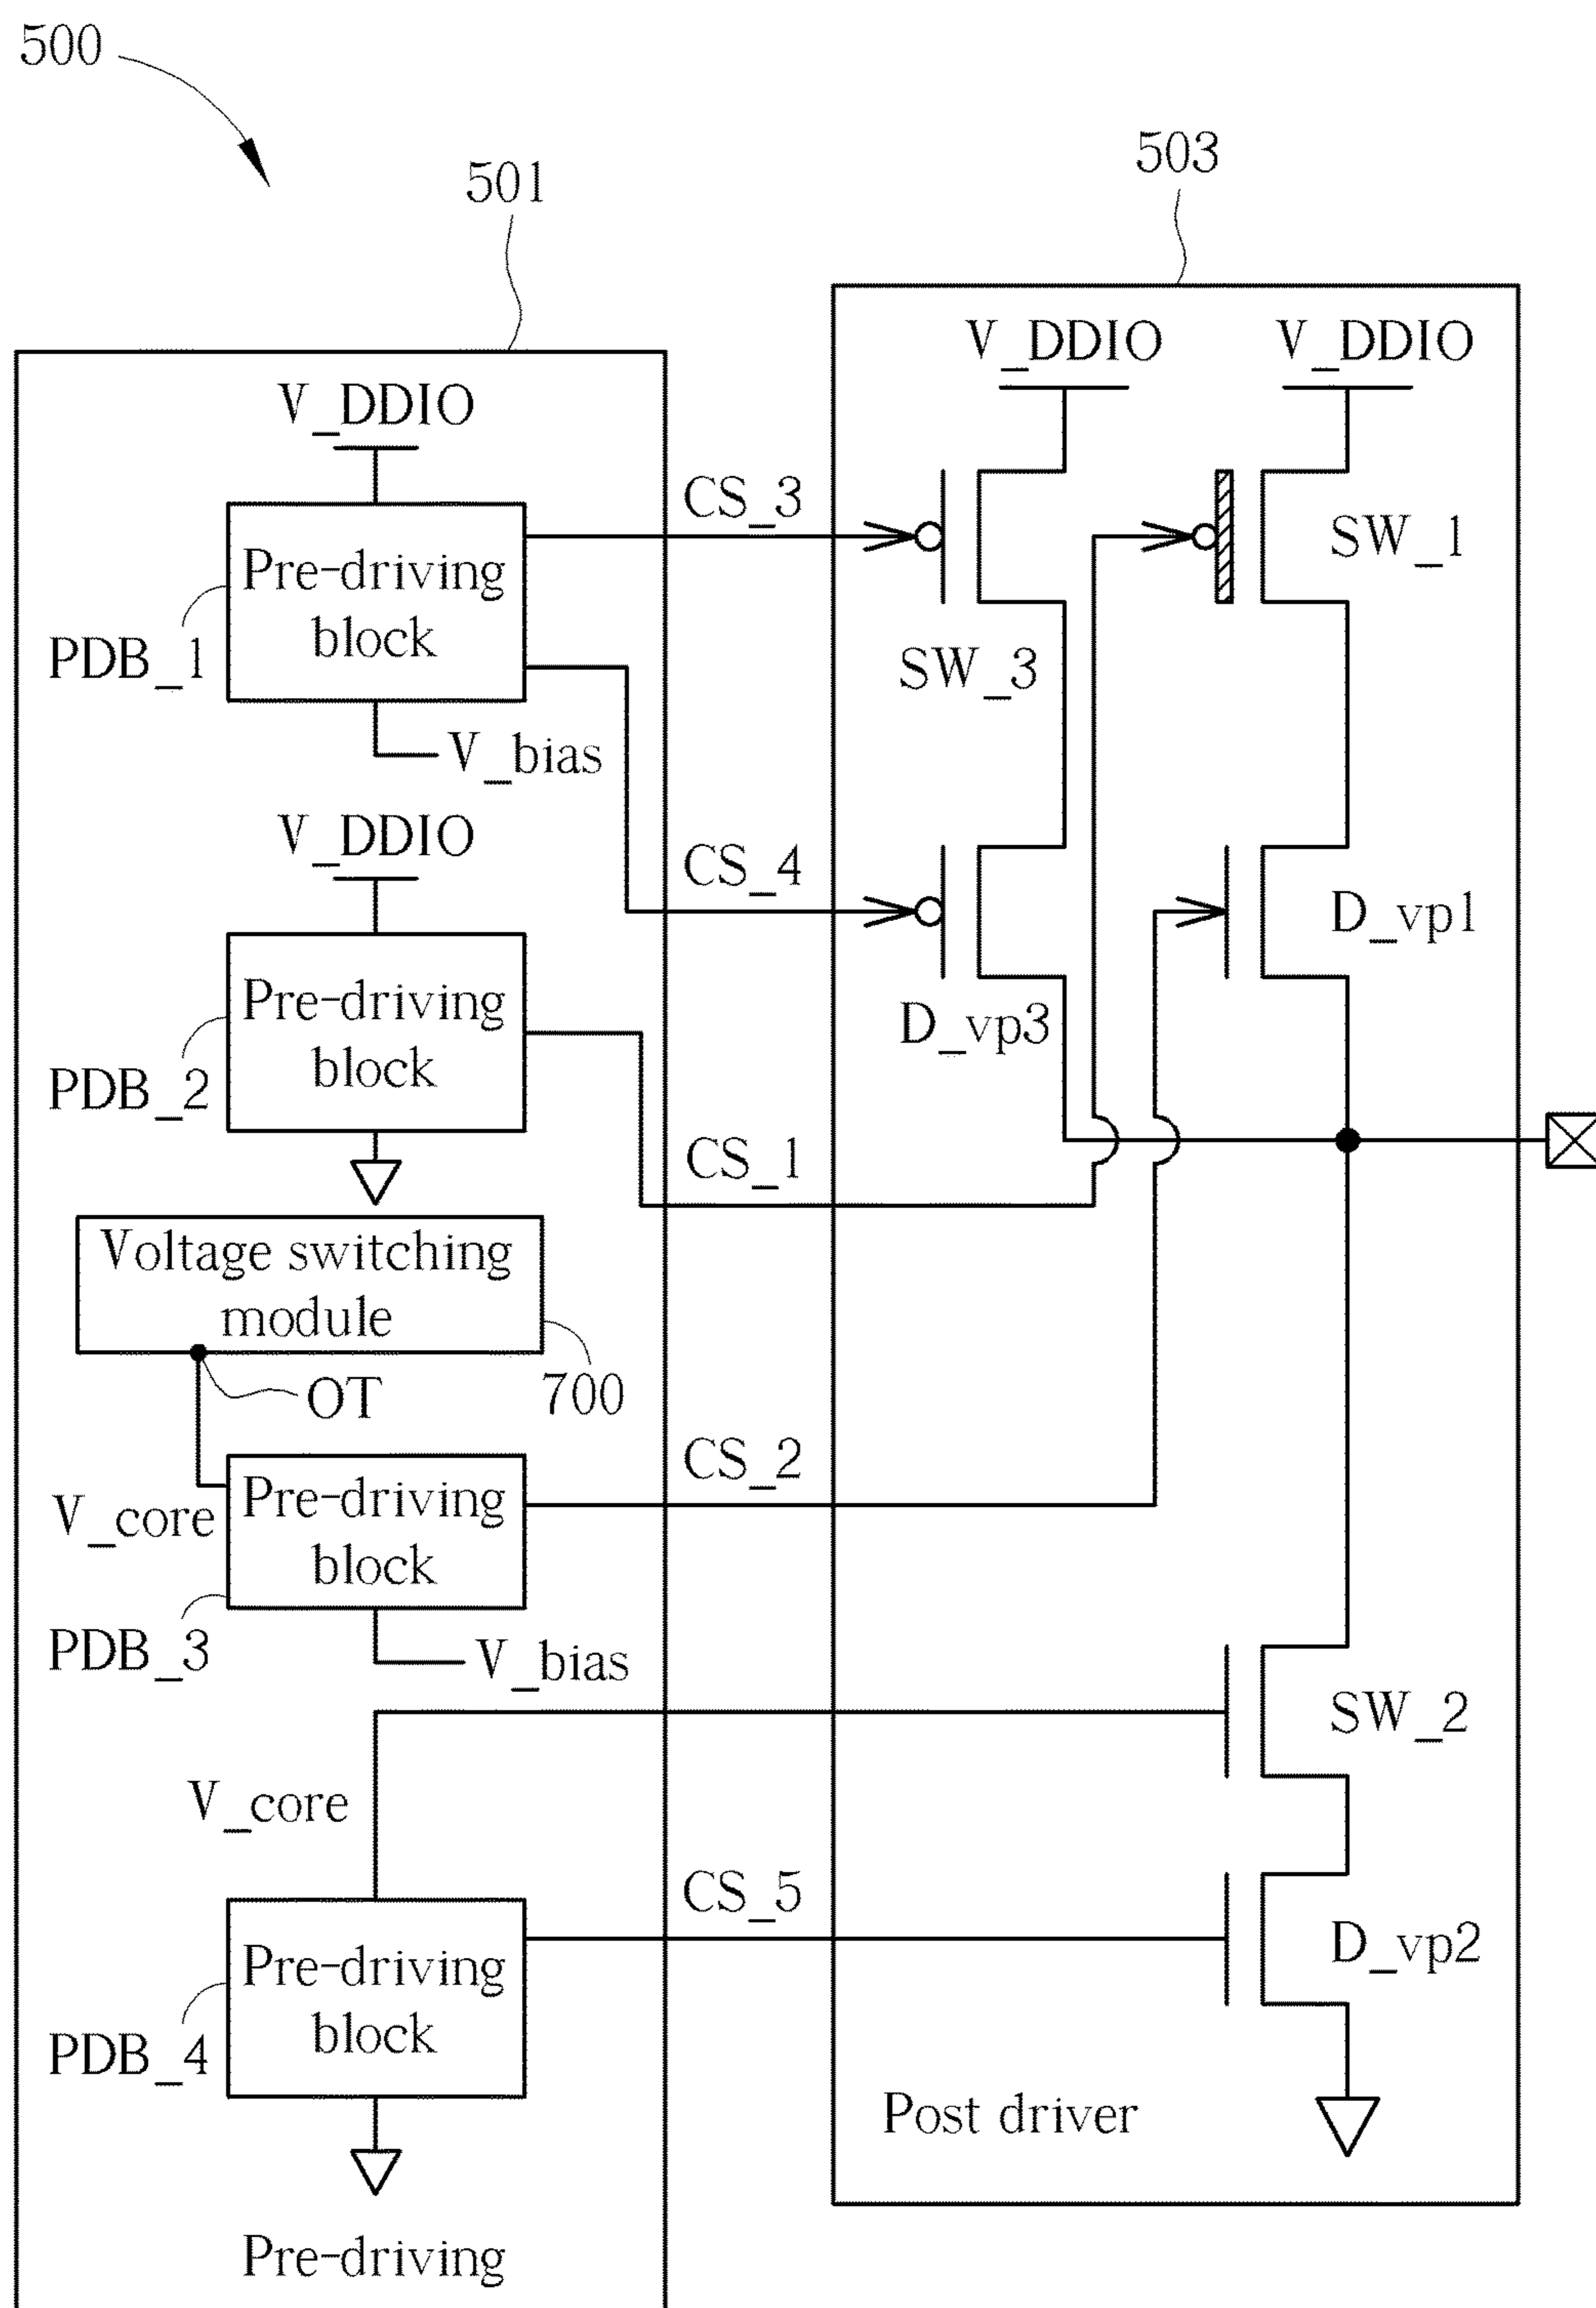 500
501
503
V_DDIO
V_DDIO
V_DDIO
CS_3
Pre-driving
block
PDB_1
SW_1
SW_3
V_bias
V_DDIO
CS_4
D_vp1
Pre-driving
block
D_vp3
PDB_2
CS_1
Voltage switching
module
OT
700
CS_2
V_core
Pre-driving
block
PDB_3
V_bias
SW_2
V_core
CS_5
Pre-driving
block
D_vp2
PDB_4
Post driver
Pre-driving